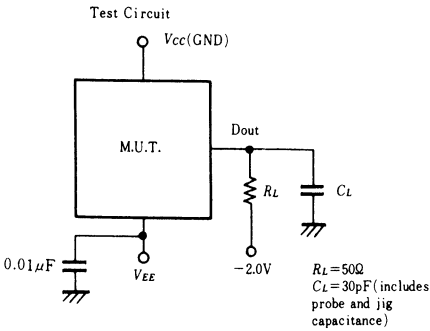 Test Circuit
Vcc(GND)
Dout
M.U.T.
RL
CL
0.01μF
VEE
−2.0V
RL=50Ω
CL=30pF(includes
probe and jig
capacitance)